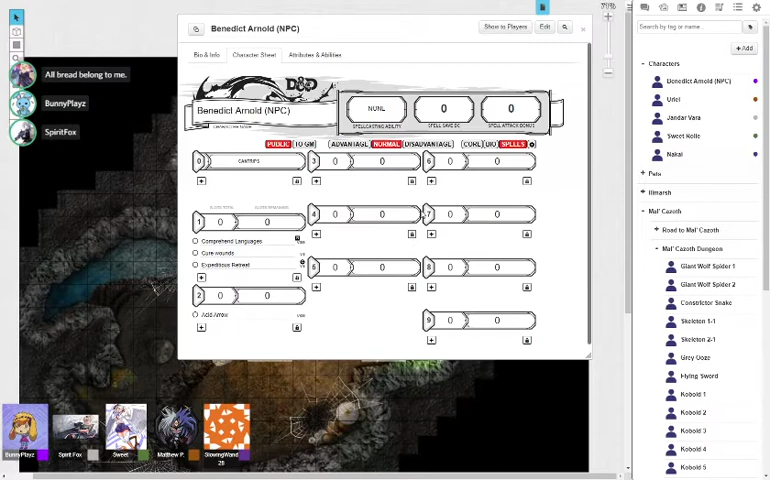 Benedict Arnold (NPC)
Show to Players
Edit
Bio & Info
Character Sheet
Attributes & Abilities
D&D
Benedict Arnold (NPC)
NONE
0
0
SPELLCASTING ABILITY
SPELL SAVE DC
SPELL ATTACK BONUS
PUBLIC
TO GM
ADVANTAGE
NORMAL
DISADVANTAGE
CORE
BIO
SPELLS
0 CANTRIPS
3 0 0
6 0 0
SLOTS TOTAL
1 0 0
4 0 0
7 0 0
Comprehend Languages
Cure wounds
Expeditious Retreat
5 0 0
8 0 0
2 0 0
Acid Arrow
9 0 0
All bread belong to me.
BunnyPlayz
SpiritFox
BunnyPlayz
Spirit Fox
Sweet
Matthew P.
Search by tag or name...
Add
Characters
Benedict Arnold (NPC)
Uriel
Jandar Vara
Nakai
Pets
Mal' Cazoth
Road to Mal' Cazoth
Mal' Cazoth Dungeon
Giant Wolf Spider 1
Giant Wolf Spider 2
Constrictor Snake
Skeleton 1-1
Skeleton 2-1
Grey Ooze
Flying Sword
Kobold 1
Kobold 2
Kobold 3
Kobold 4
Kobold 5